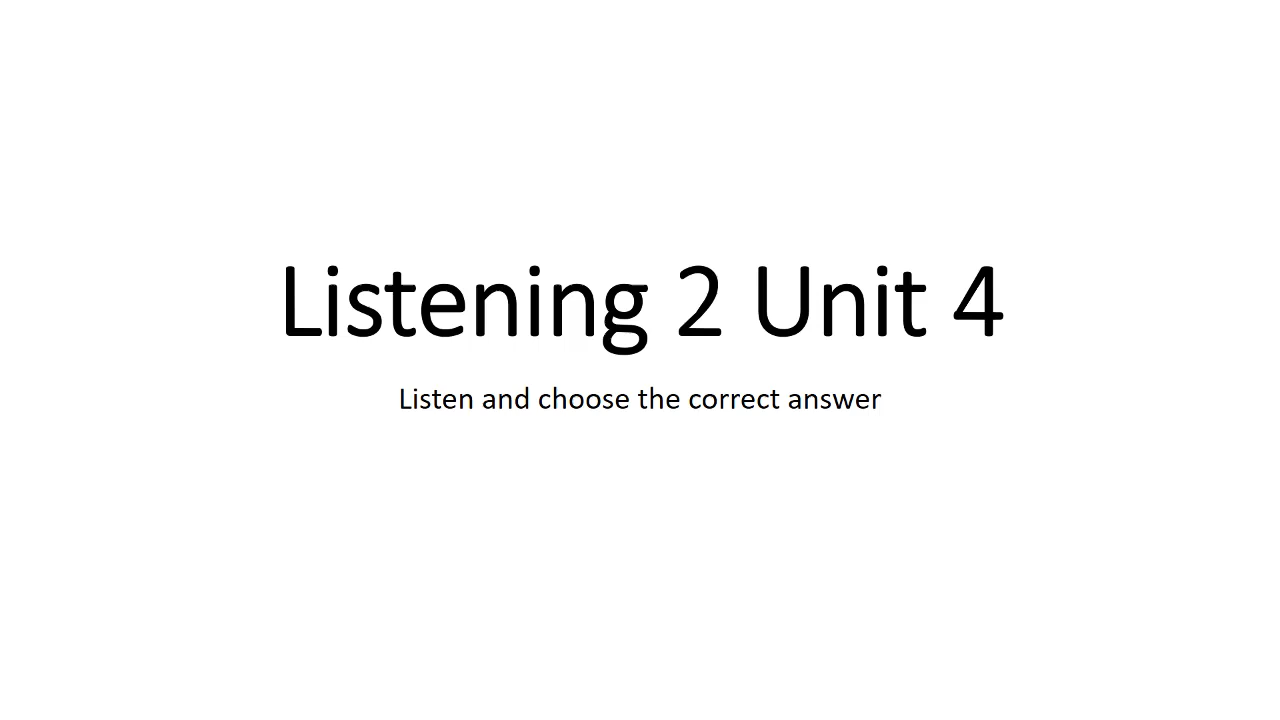 Listening 2 Unit 4
Listen and choose the correct answer